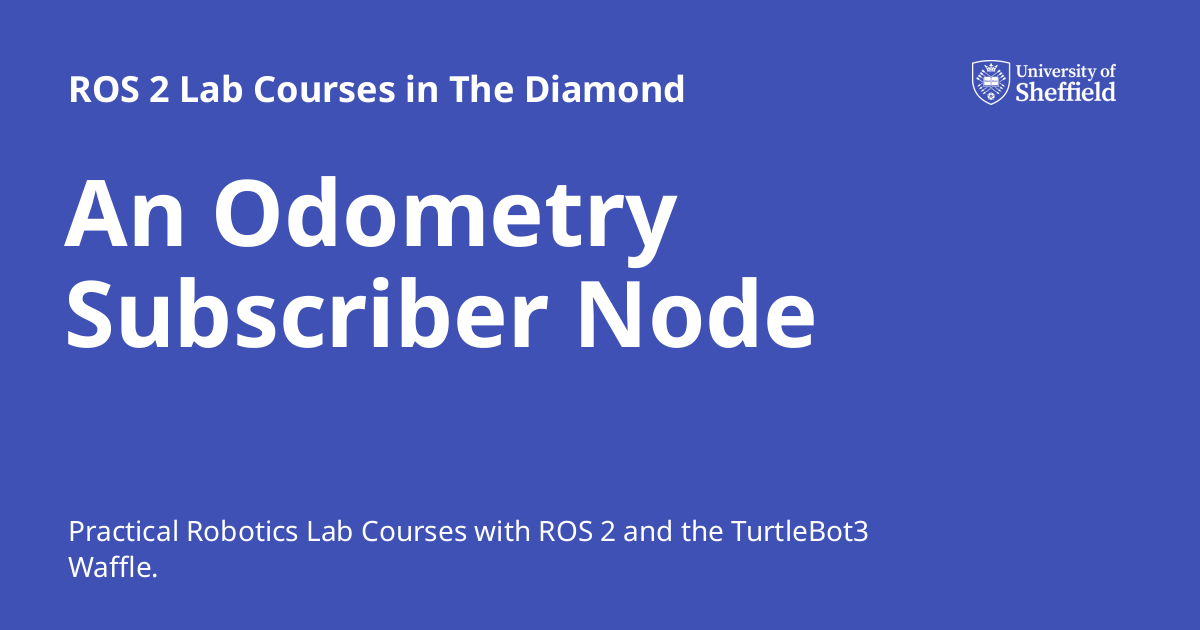 ROS 2 Lab Courses in The Diamond
University of
Sheffield
An Odometry
Subscriber Node
Practical Robotics Lab Courses with ROS 2 and the TurtleBot3
Waffle.